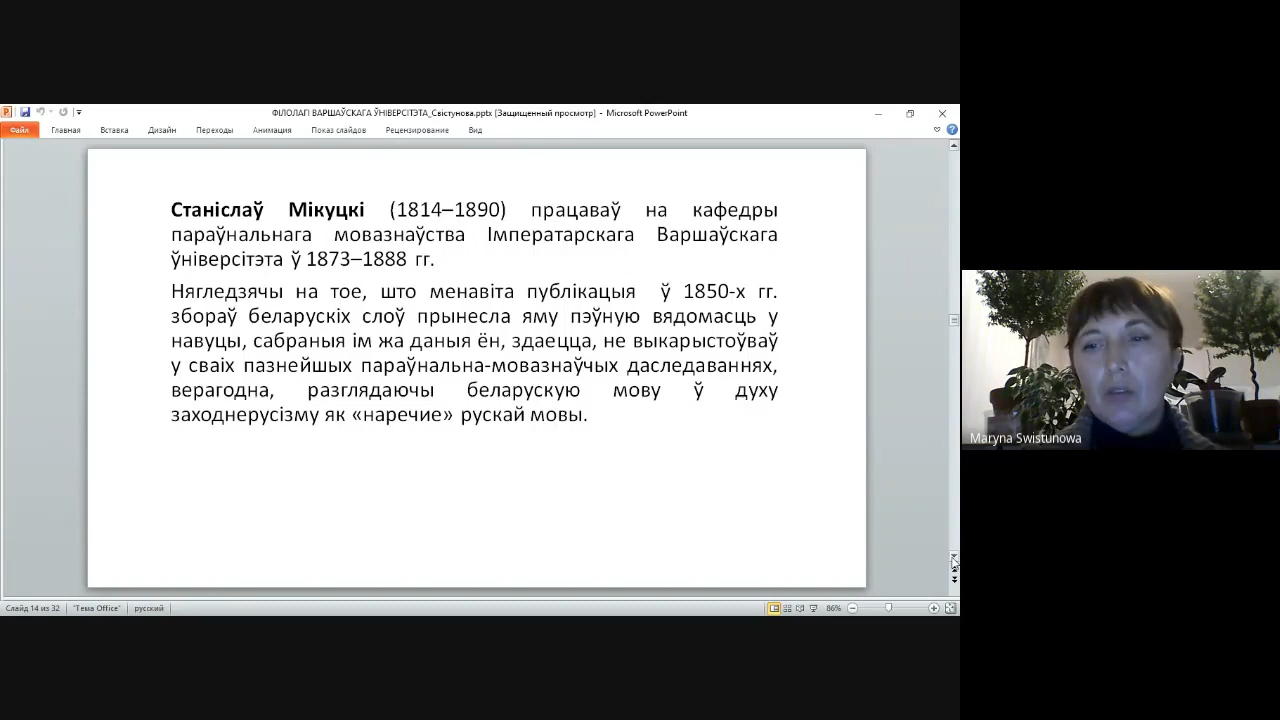 ФІЛОЛАГІ ВАРШАЎСКАГА ЎНІВЕРСІТЭТА_Свістунова.pptx [Защищенный просмотр] - Microsoft PowerPoint
Файл Главная Вставка Дизайн Переходы Анимация Показ слайдов Рецензирование Вид
Станіслаў Мікуцкі (1814–1890) працаваў на кафедры
параўнальнага мовазнаўства Імператарскага Варшаўскага
ўніверсітэта ў 1873–1888 гг.
Нягледзячы на тое, што менавіта публікацыя ў 1850-х гг.
збораў беларускіх слоў прынесла яму пэўную вядомасць у
навуцы, сабраныя ім жа даныя ён, здаецца, не выкарыстоўваў
у сваіх пазнейшых параўнальна-мовазнаўчых даследаваннях,
верагодна, разглядаючы беларускую мову ў духу
заходнерусізму як «наречие» рускай мовы.
Maryna Swistunowa
Слайд 14 из 32 "Тема Office" русский 86%